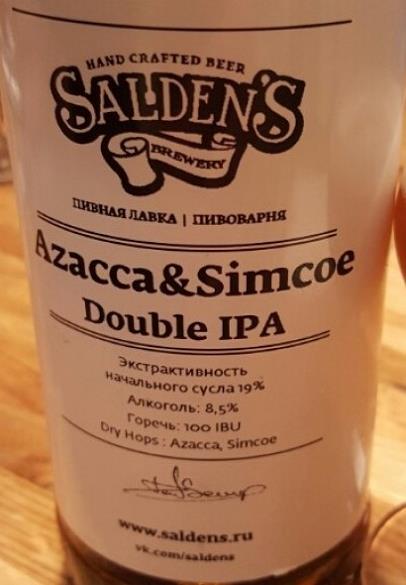 HAND CRAFTED BEER
SALDEN'S
BREWERY
ПИВНАЯ ЛАВКА | ПИВОВАРНЯ
Azacca&Simcoe
Double IPA
Экстрактивность
начального сусла 19%
Алкоголь: 8,5%
Горечь: 100 IBU
Dry Hops : Azacca, Simcoe
www.saldens.ru
vk.com/saldens